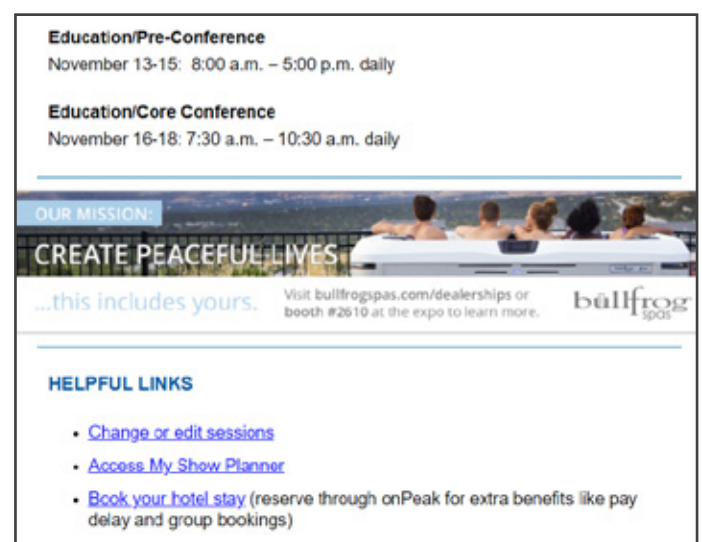 Education/Pre-Conference
November 13-15:  8:00 a.m. – 5:00 p.m. daily
Education/Core Conference
November 16-18: 7:30 a.m. – 10:30 a.m. daily
OUR MISSION:
CREATE PEACEFUL LIVES
...this includes yours.
Visit bullfrogspas.com/dealerships or
booth #2610 at the expo to learn more.
bullfrog
spas
HELPFUL LINKS
• Change or edit sessions
• Access My Show Planner
• Book your hotel stay (reserve through onPeak for extra benefits like pay
delay and group bookings)